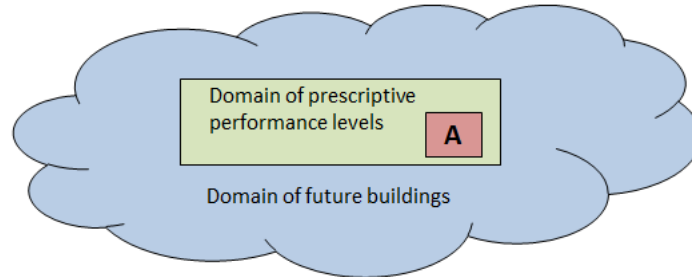 Domain of prescriptive
performance levels
A
Domain of future buildings